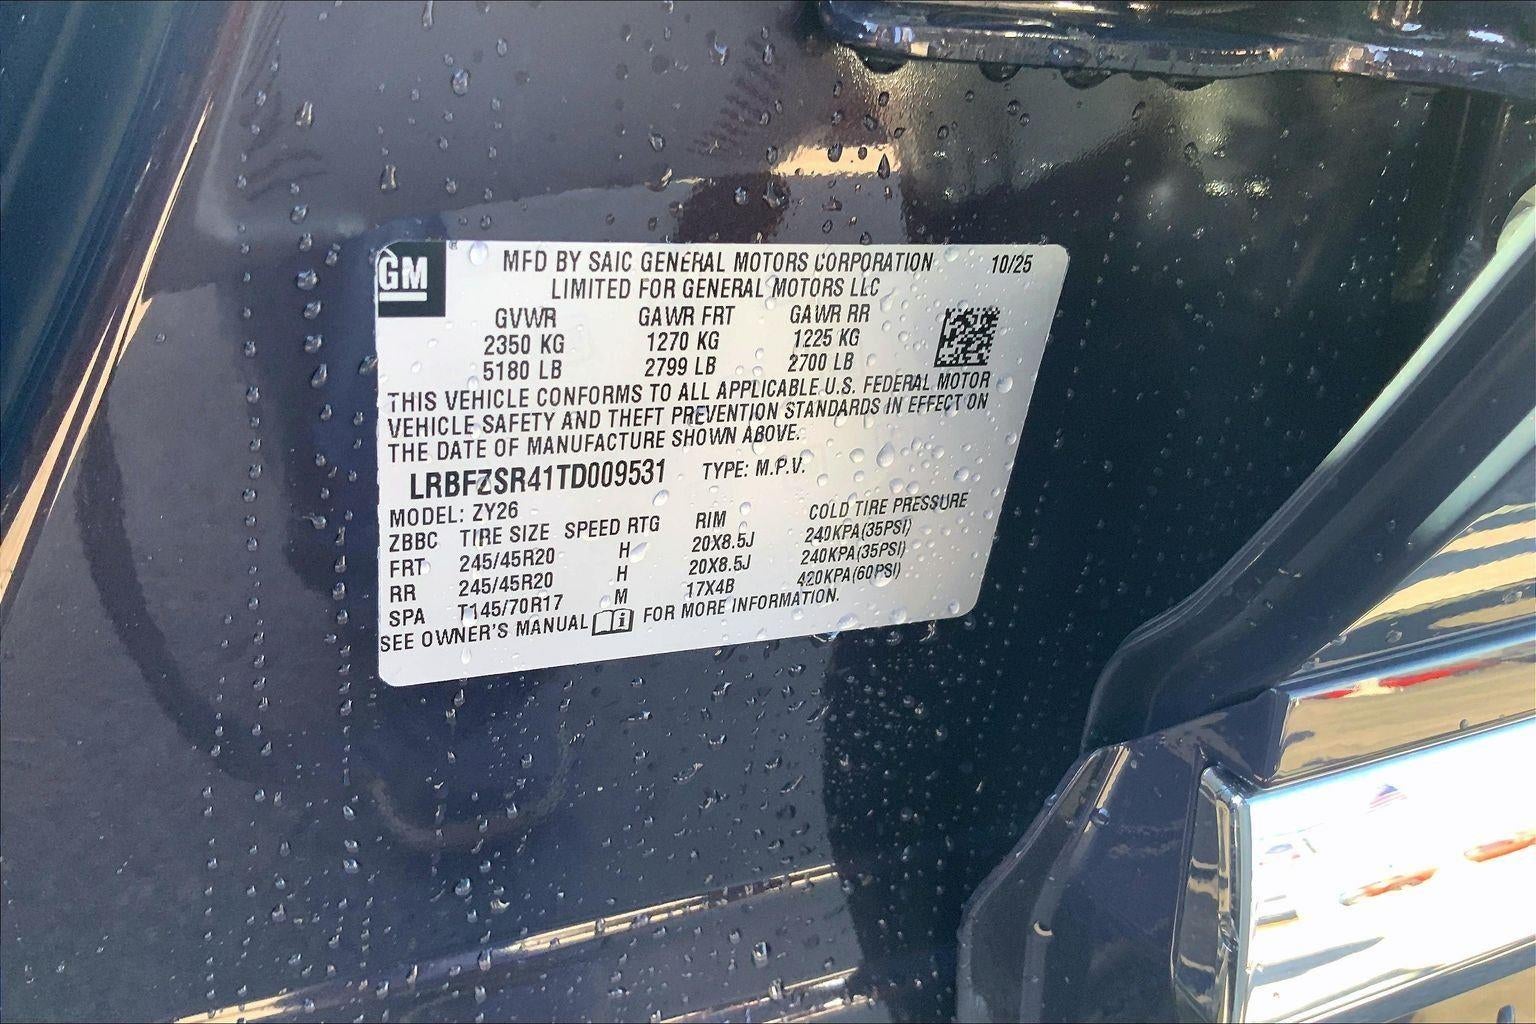 GM
MFD BY SAIC GENERAL MOTORS CORPORATION 10/25
LIMITED FOR GENERAL MOTORS LLC
GVWR GAWR FRT GAWR RR
2350 KG 1270 KG 1225 KG
5180 LB 2799 LB 2700 LB
THIS VEHICLE CONFORMS TO ALL APPLICABLE U.S. FEDERAL MOTOR
VEHICLE SAFETY AND THEFT PREVENTION STANDARDS IN EFFECT ON
THE DATE OF MANUFACTURE SHOWN ABOVE.
LRBFZSR41TD009531 TYPE: M.P.V.
MODEL: ZY26
ZBBC TIRE SIZE SPEED RTG RIM COLD TIRE PRESSURE
FRT 245/45R20 H 20X8.5J 240KPA(35PSI)
RR 245/45R20 H 20X8.5J 240KPA(35PSI)
SPA T145/70R17 M 17X4B 420KPA(60PSI)
SEE OWNER'S MANUAL FOR MORE INFORMATION.